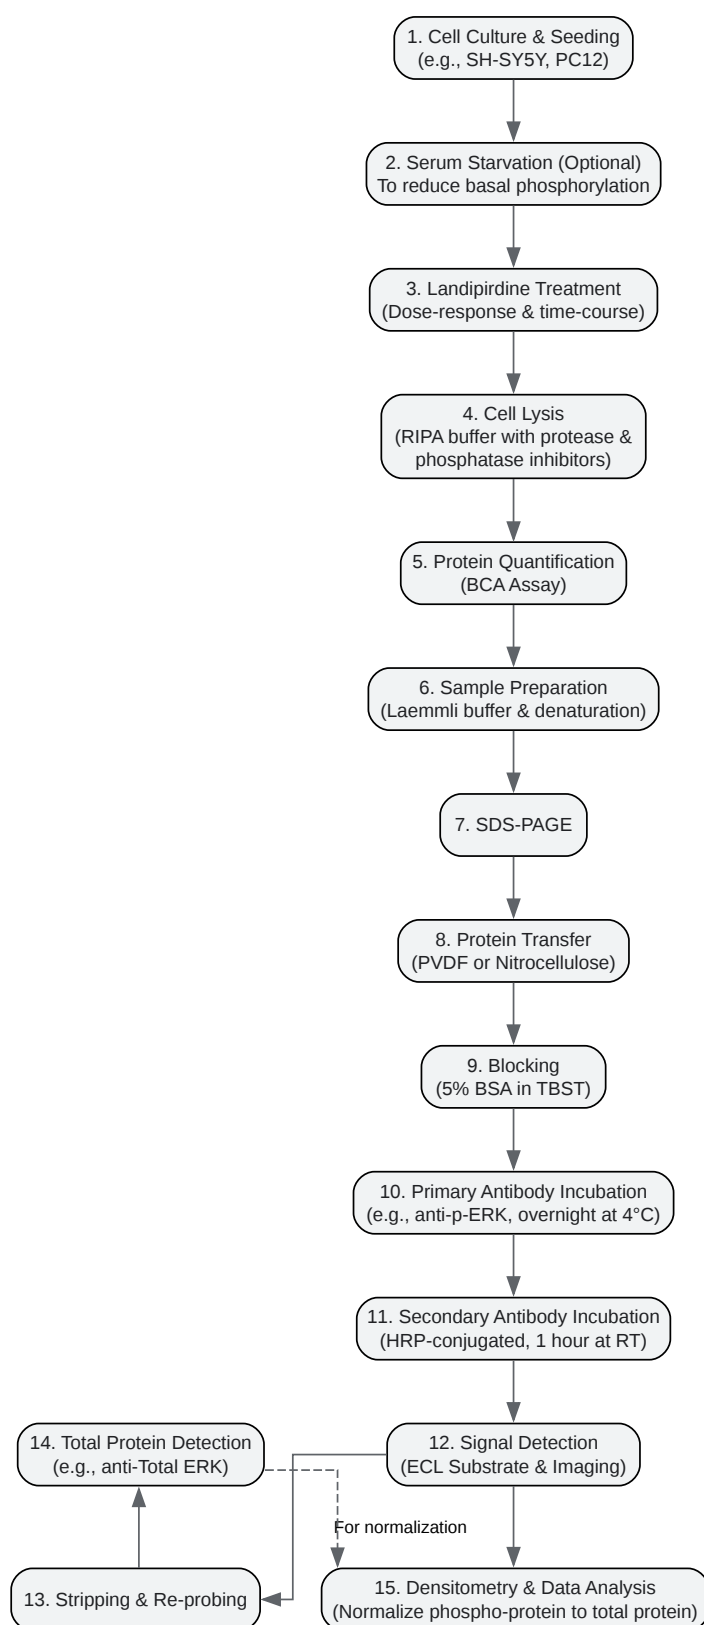 1. Cell Culture & Seeding
(e.g., SH-SY5Y, PC12)
2. Serum Starvation (Optional)
To reduce basal phosphorylation
3. Landipirdine Treatment
(Dose-response & time-course)
4. Cell Lysis
(RIPA buffer with protease &
phosphatase inhibitors)
5. Protein Quantification
(BCA Assay)
6. Sample Preparation
(Laemmli buffer & denaturation)
7. SDS-PAGE
8. Protein Transfer
(PVDF or Nitrocellulose)
9. Blocking
(5% BSA in TBST)
10. Primary Antibody Incubation
(e.g., anti-p-ERK, overnight at 4°C)
11. Secondary Antibody Incubation
(HRP-conjugated, 1 hour at RT)
12. Signal Detection
(ECL Substrate & Imaging)
13. Stripping & Re-probing
14. Total Protein Detection
(e.g., anti-Total ERK)
For normalization
15. Densitometry & Data Analysis
(Normalize phospho-protein to total protein)